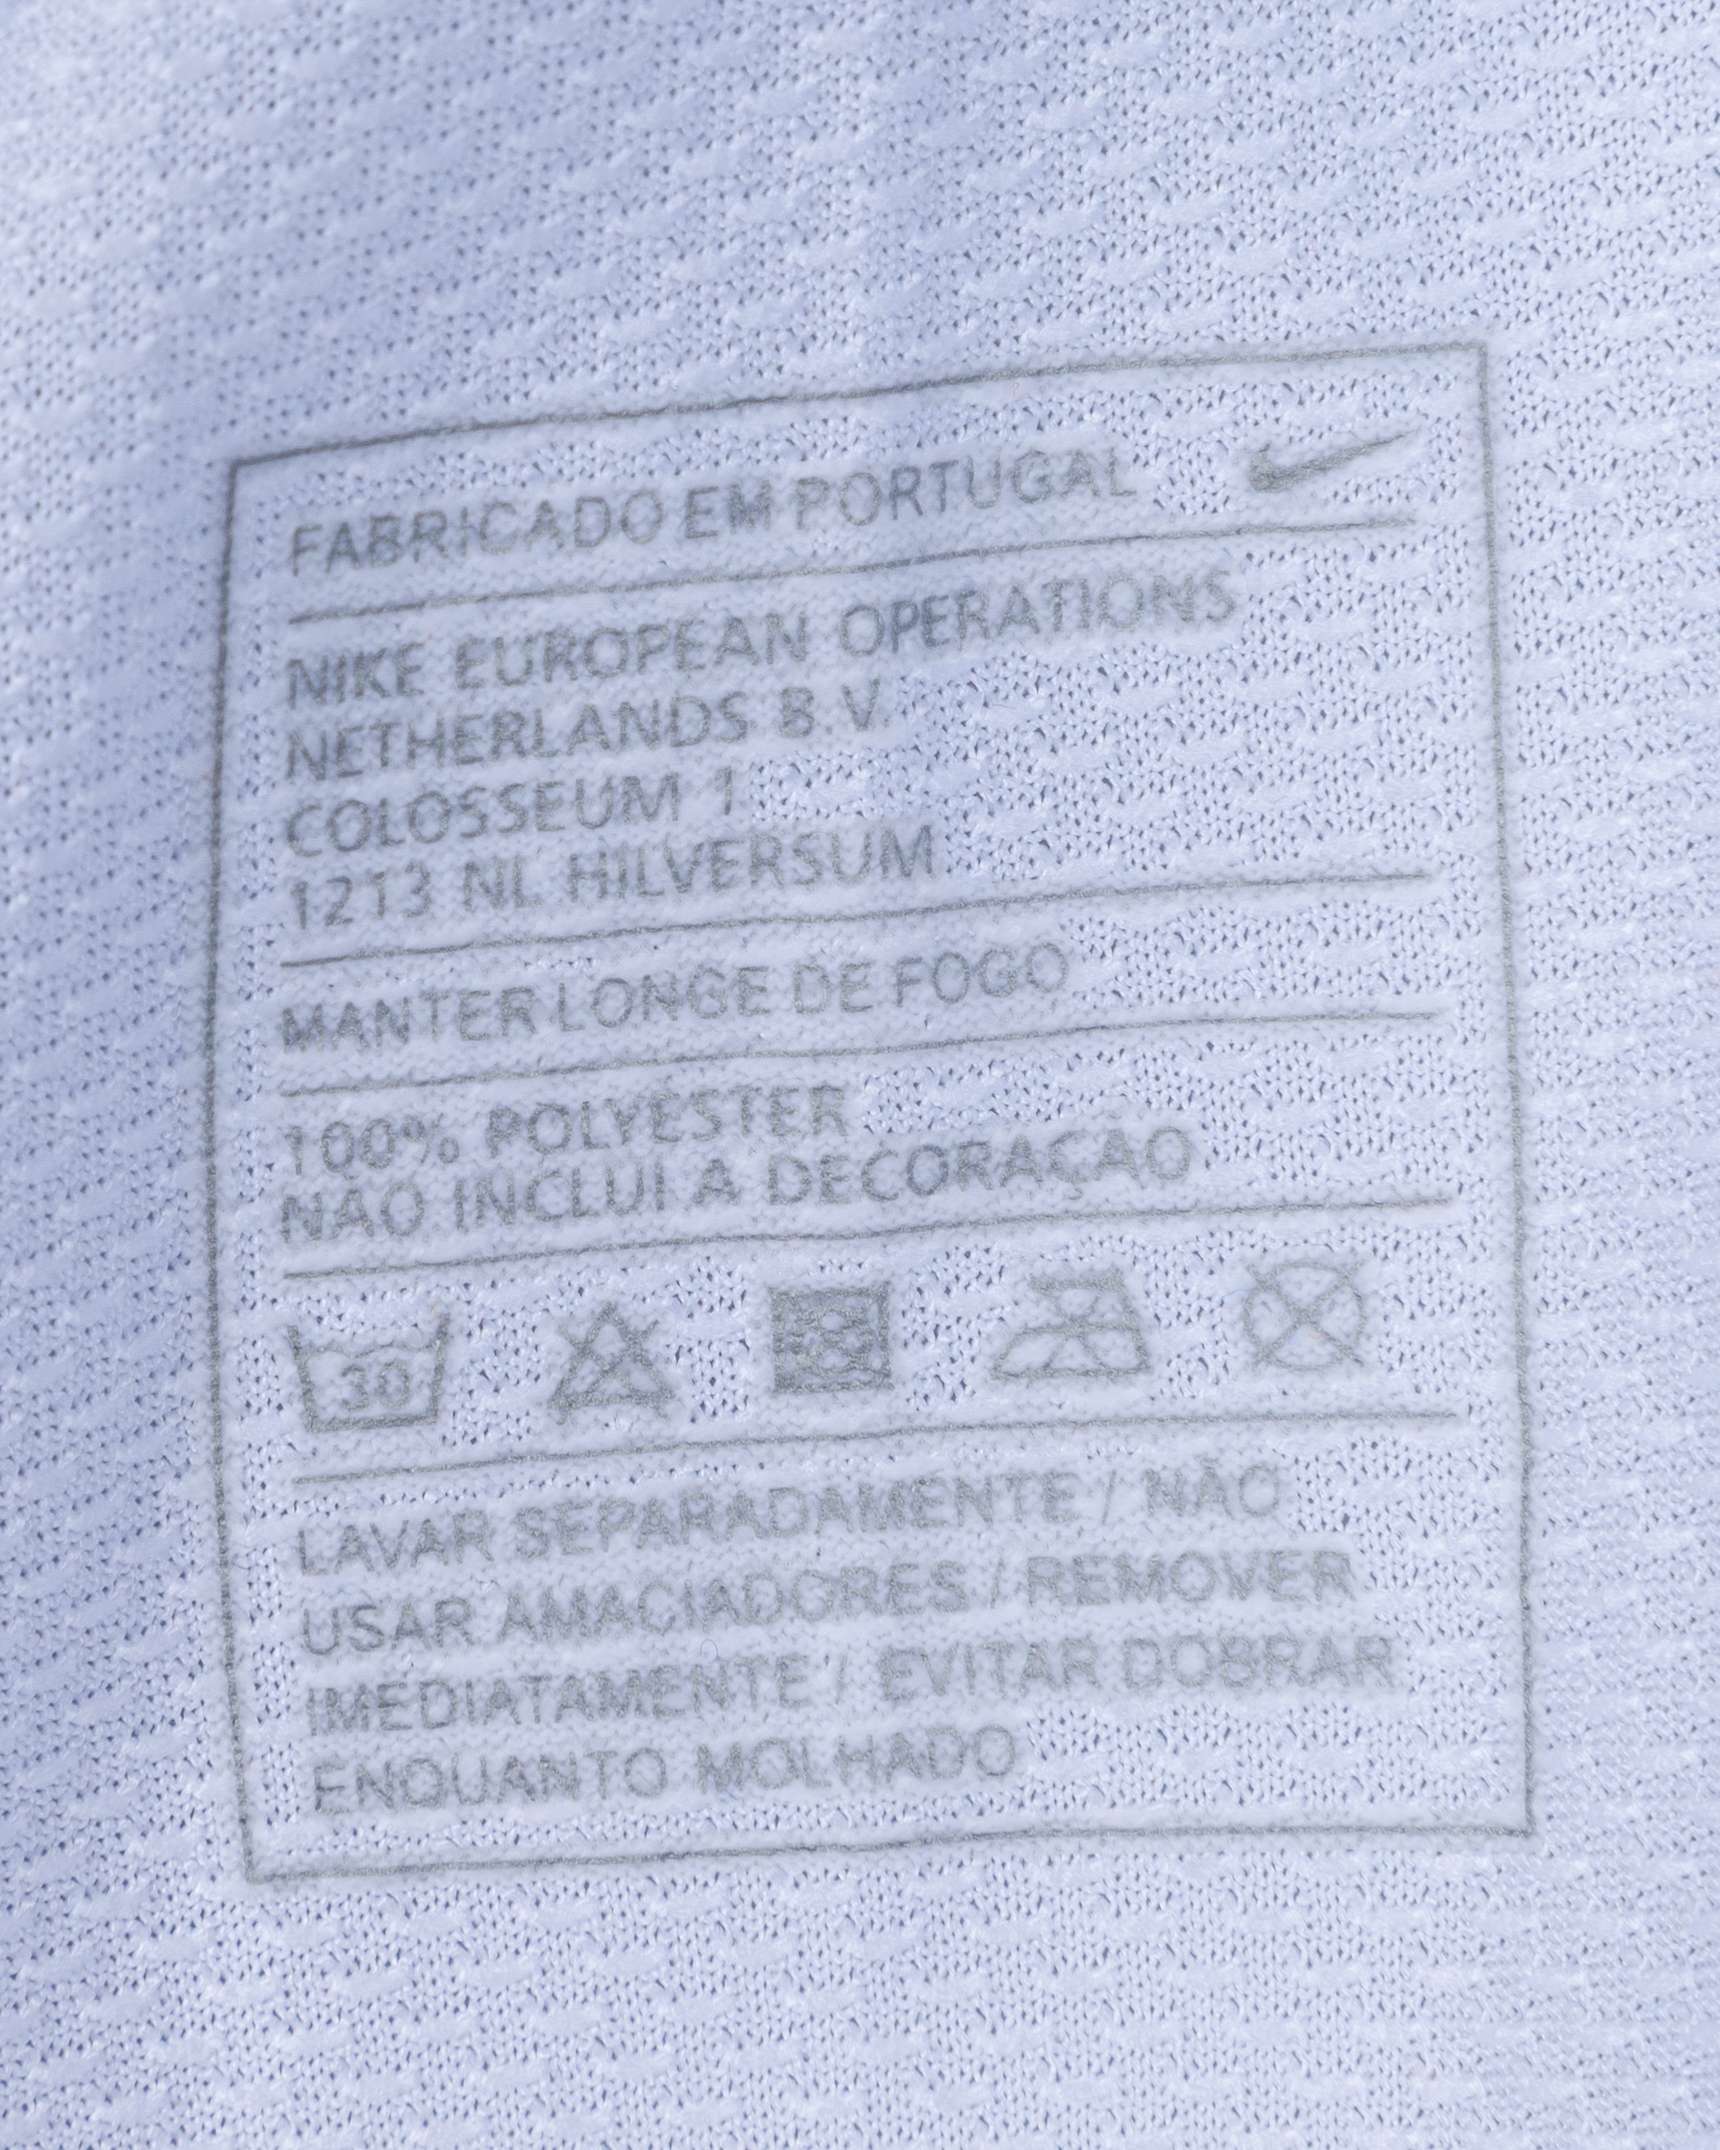 FABRICADO EM PORTUGAL
NIKE EUROPEAN OPERATIONS
NETHERLANDS B.V.
COLOSSEUM 1
1213 NL HILVERSUM
MANTER LONGE DE FOGO
100% POLYESTER
NÃO INCLUI A DECORAÇÃO
30
LAVAR SEPARADAMENTE / NÃO
USAR AMACIADORES / REMOVER
IMEDIATAMENTE / EVITAR DOBRAR
ENQUANTO MOLHADO